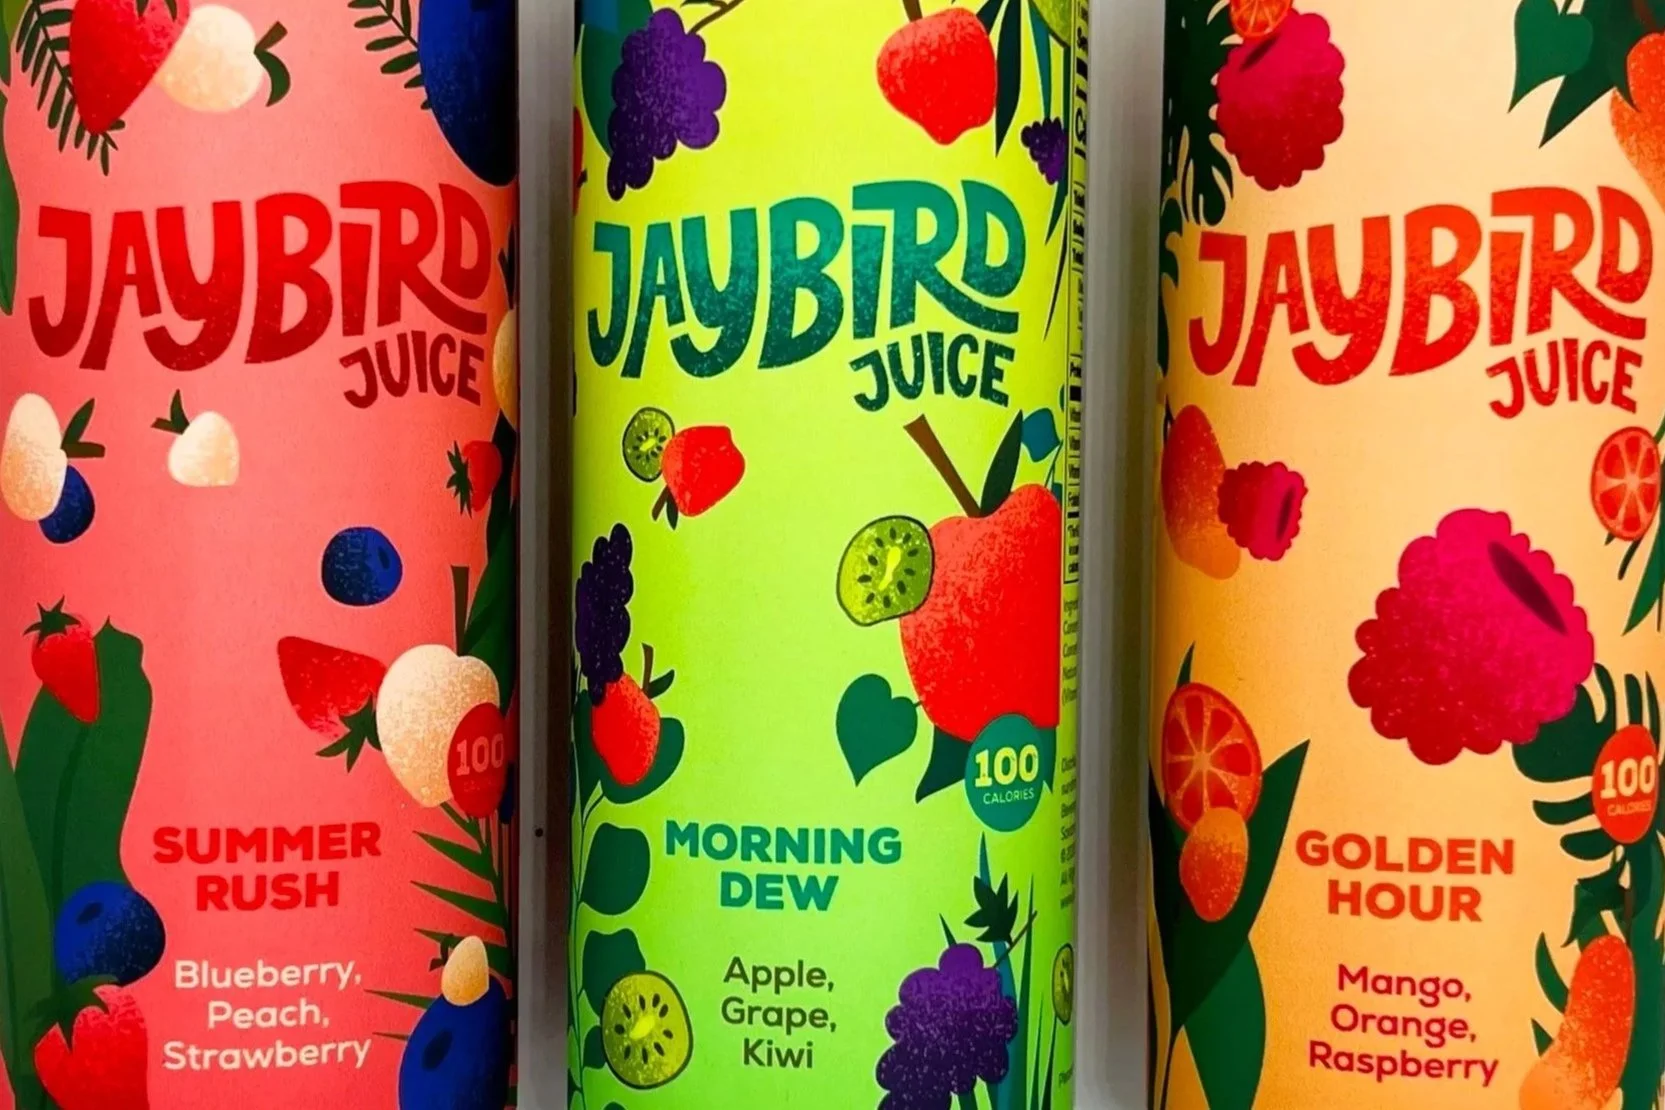 JAYBIRD
JUICE
100
SUMMER
RUSH
Blueberry,
Peach,
Strawberry
JAYBIRD
JUICE
100
CALORIES
MORNING
DEW
Apple,
Grape,
Kiwi
JAYBIRD
JUICE
100
CALORIES
GOLDEN
HOUR
Mango,
Orange,
Raspberry